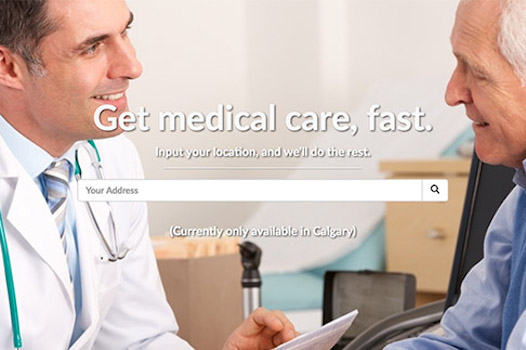 Get medical care, fast.
Input your location, and we'll do the rest.
Your Address
(Currently only available in Calgary)